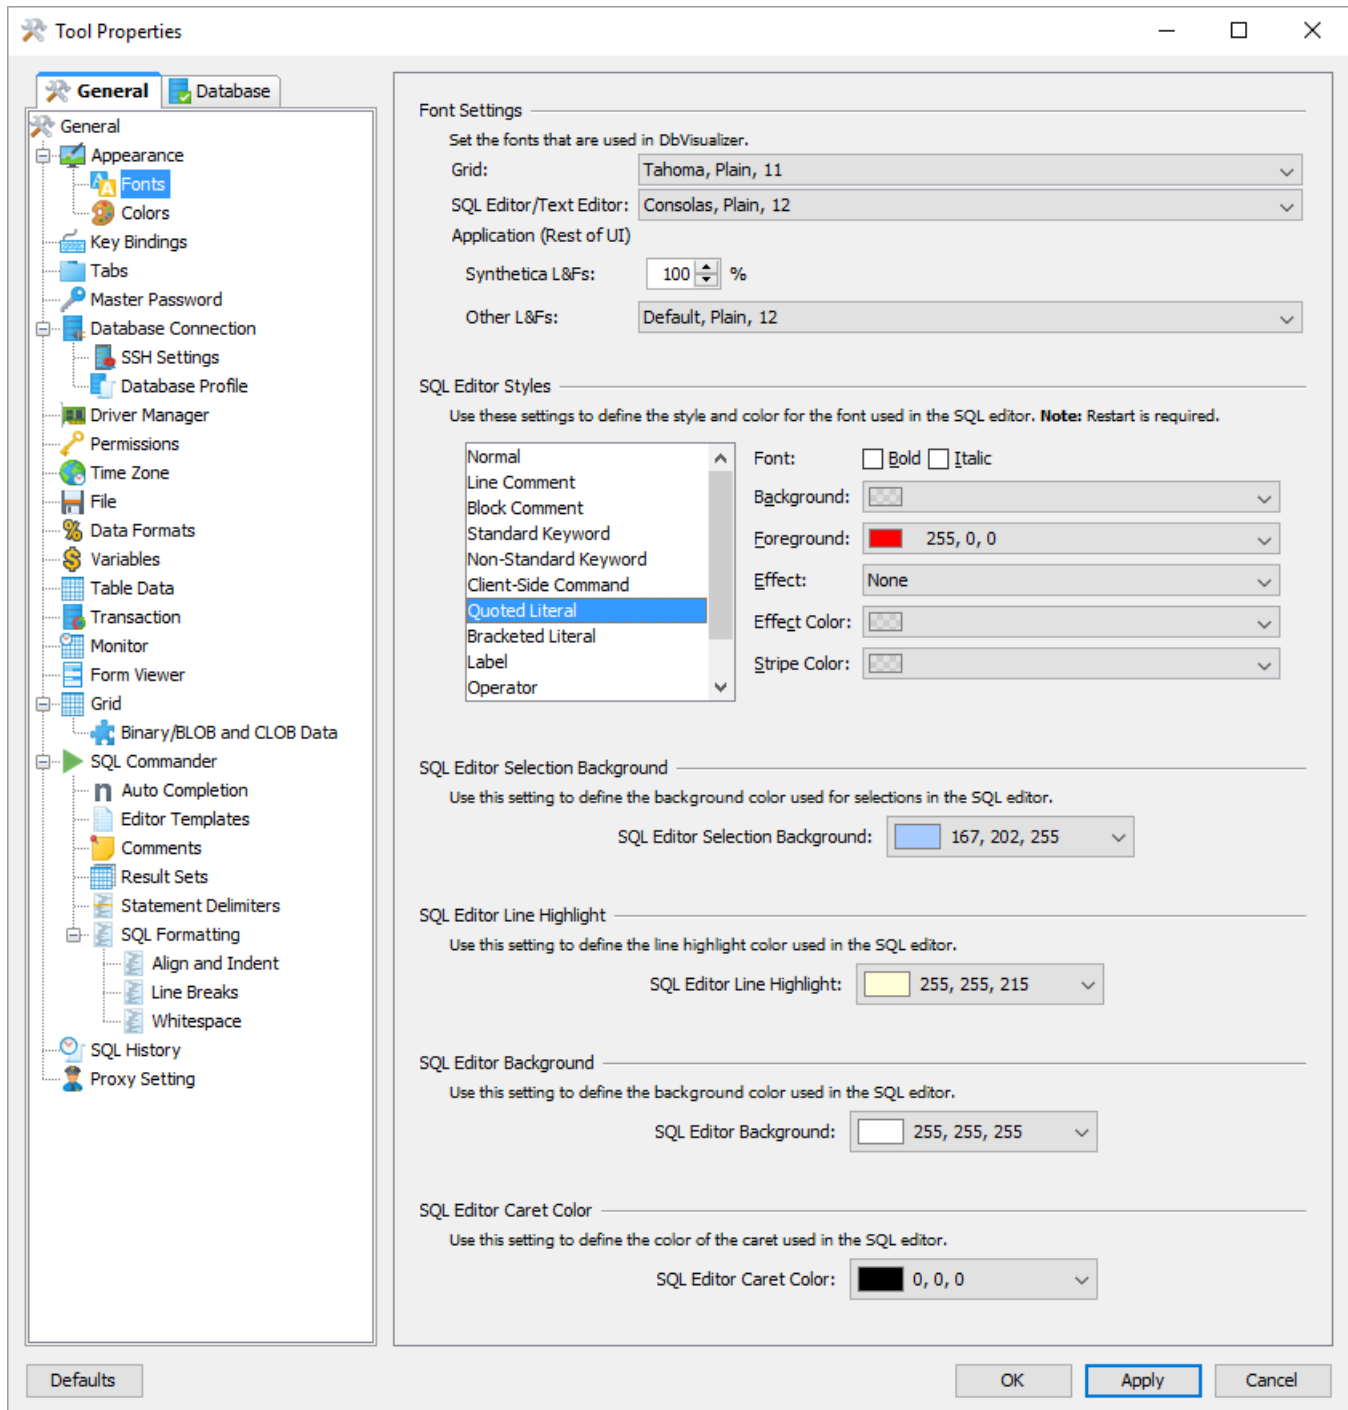 Tool Properties
General
Database
General
Appearance
Fonts
Colors
Key Bindings
Tabs
Master Password
Database Connection
SSH Settings
Database Profile
Driver Manager
Permissions
Time Zone
File
Data Formats
Variables
Table Data
Transaction
Monitor
Form Viewer
Grid
Binary/BLOB and CLOB Data
SQL Commander
Auto Completion
Editor Templates
Comments
Result Sets
Statement Delimiters
SQL Formatting
Align and Indent
Line Breaks
Whitespace
SQL History
Proxy Setting
Font Settings
Set the fonts that are used in DbVisualizer.
Grid: Tahoma, Plain, 11
SQL Editor/Text Editor: Consolas, Plain, 12
Application (Rest of UI)
Synthetica L&Fs: 100 %
Other L&Fs: Default, Plain, 12
SQL Editor Styles
Use these settings to define the style and color for the font used in the SQL editor. Note: Restart is required.
Normal
Line Comment
Block Comment
Standard Keyword
Non-Standard Keyword
Client-Side Command
Quoted Literal
Bracketed Literal
Label
Operator
Font: Bold Italic
Background:
Foreground: 255, 0, 0
Effect: None
Effect Color:
Stripe Color:
SQL Editor Selection Background
Use this setting to define the background color used for selections in the SQL editor.
SQL Editor Selection Background: 167, 202, 255
SQL Editor Line Highlight
Use this setting to define the line highlight color used in the SQL editor.
SQL Editor Line Highlight: 255, 255, 215
SQL Editor Background
Use this setting to define the background color used in the SQL editor.
SQL Editor Background: 255, 255, 255
SQL Editor Caret Color
Use this setting to define the color of the caret used in the SQL editor.
SQL Editor Caret Color: 0, 0, 0
Defaults
OK
Apply
Cancel